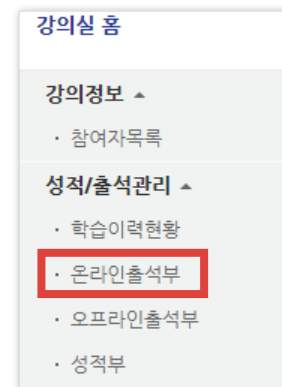 강의실 홈
강의정보 ▲
· 참여자목록
성적/출석관리 ▲
· 학습이력현황
· 온라인출석부
· 오프라인출석부
· 성적부